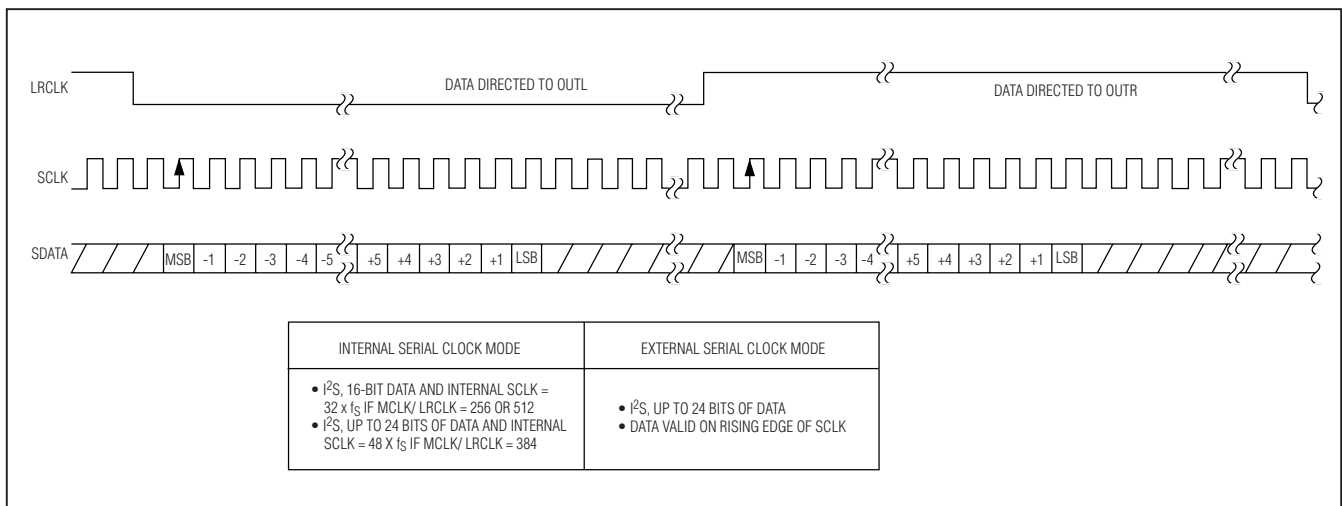 LRCLK
DATA DIRECTED TO OUTL
DATA DIRECTED TO OUTR
SCLK
SDATA
MSB -1 -2 -3 -4 -5 +5 +4 +3 +2 +1 LSB MSB -1 -2 -3 -4 +5 +4 +3 +2 +1 LSB
INTERNAL SERIAL CLOCK MODE
• I2S, 16-BIT DATA AND INTERNAL SCLK =
32 x fS IF MCLK/ LRCLK = 256 OR 512
• I2S, UP TO 24 BITS OF DATA AND INTERNAL
SCLK = 48 X fS IF MCLK/ LRCLK = 384
EXTERNAL SERIAL CLOCK MODE
• I2S, UP TO 24 BITS OF DATA
• DATA VALID ON RISING EDGE OF SCLK